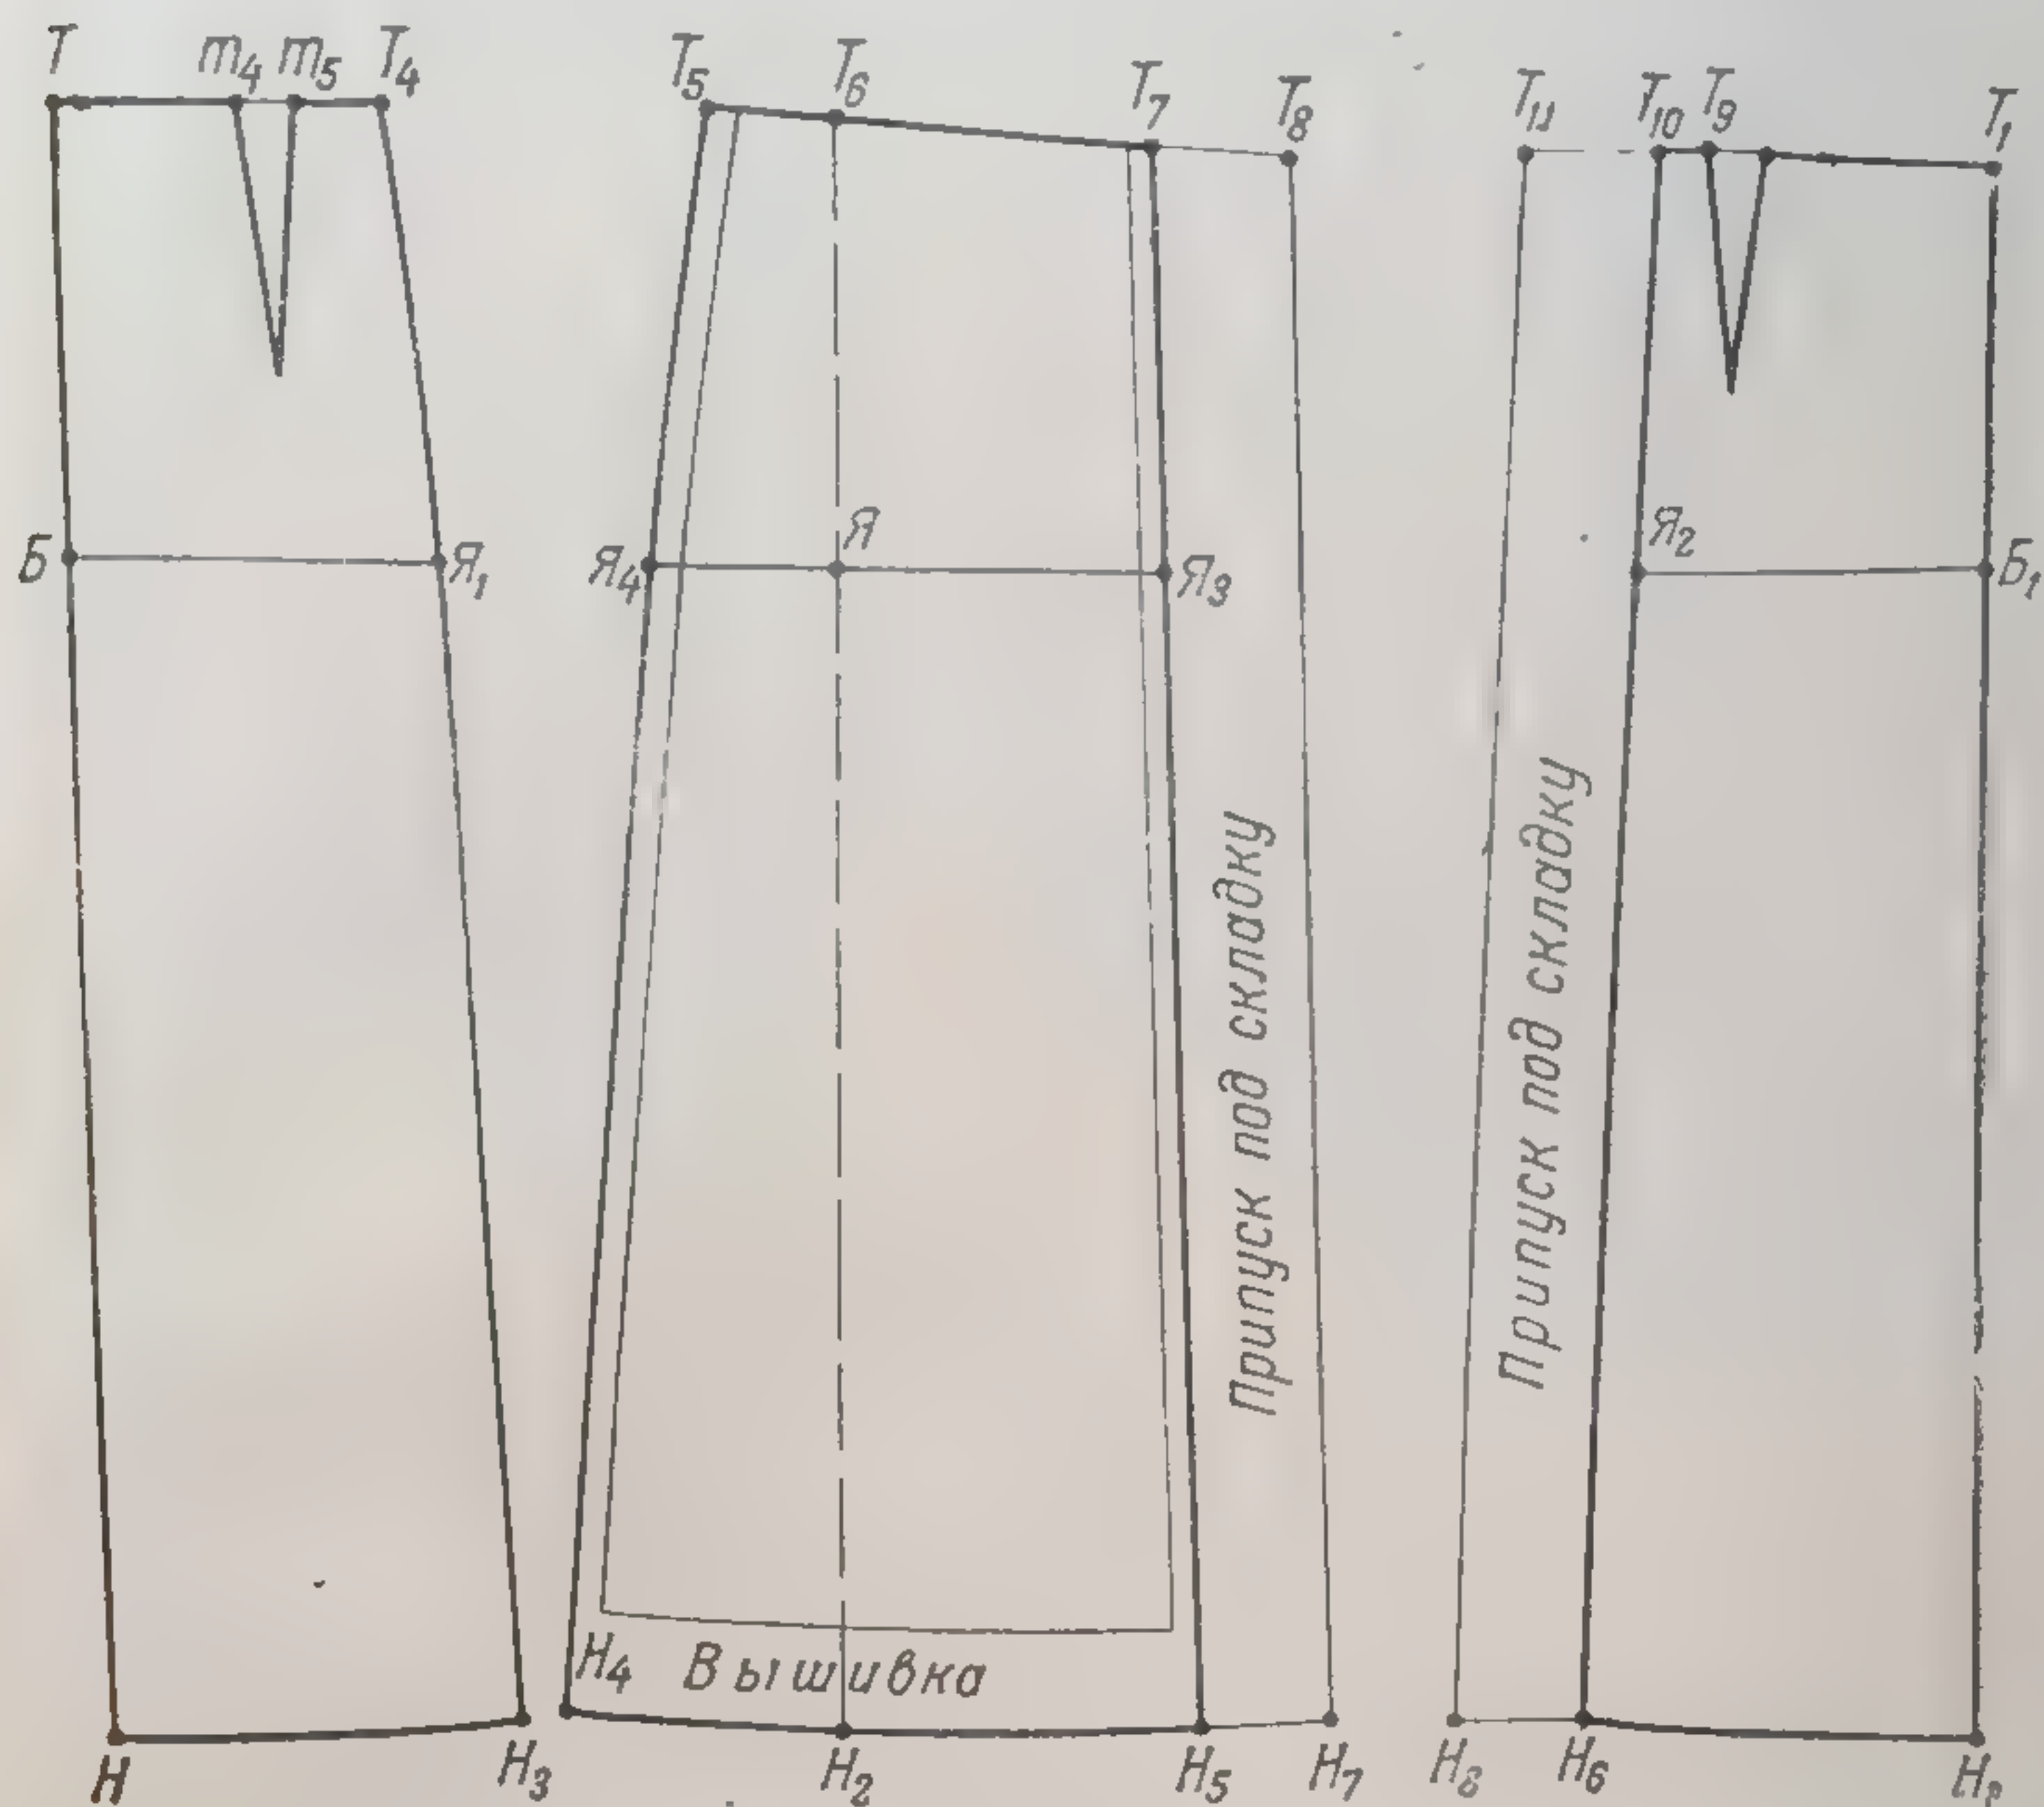 Т т4 т5 Т4 Т5 Т6 Т7 Т8 Т11 Т10 Т9 Т1
Б Я1 Я4 Я Я3 Я2 Б1
Припуск под складку
Припуск под складку
Н4 Вышивка
Н Н3 Н2 Н5 Н7 Н8 Н6